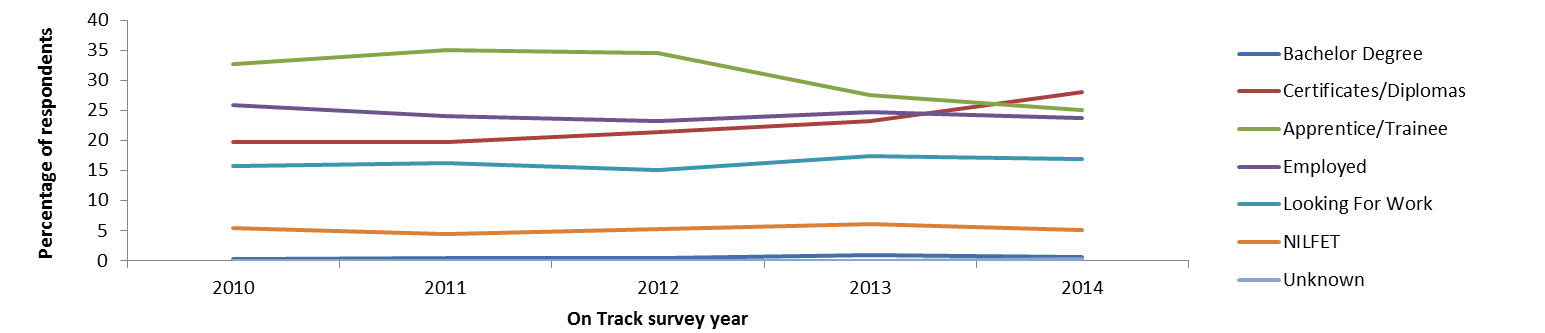 Percentage of respondents
40
35
30
25
20
15
10
5
0
2010 2011 2012 2013 2014
On Track survey year
Bachelor Degree
Certificates/Diplomas
Apprentice/Trainee
Employed
Looking For Work
NILFET
Unknown